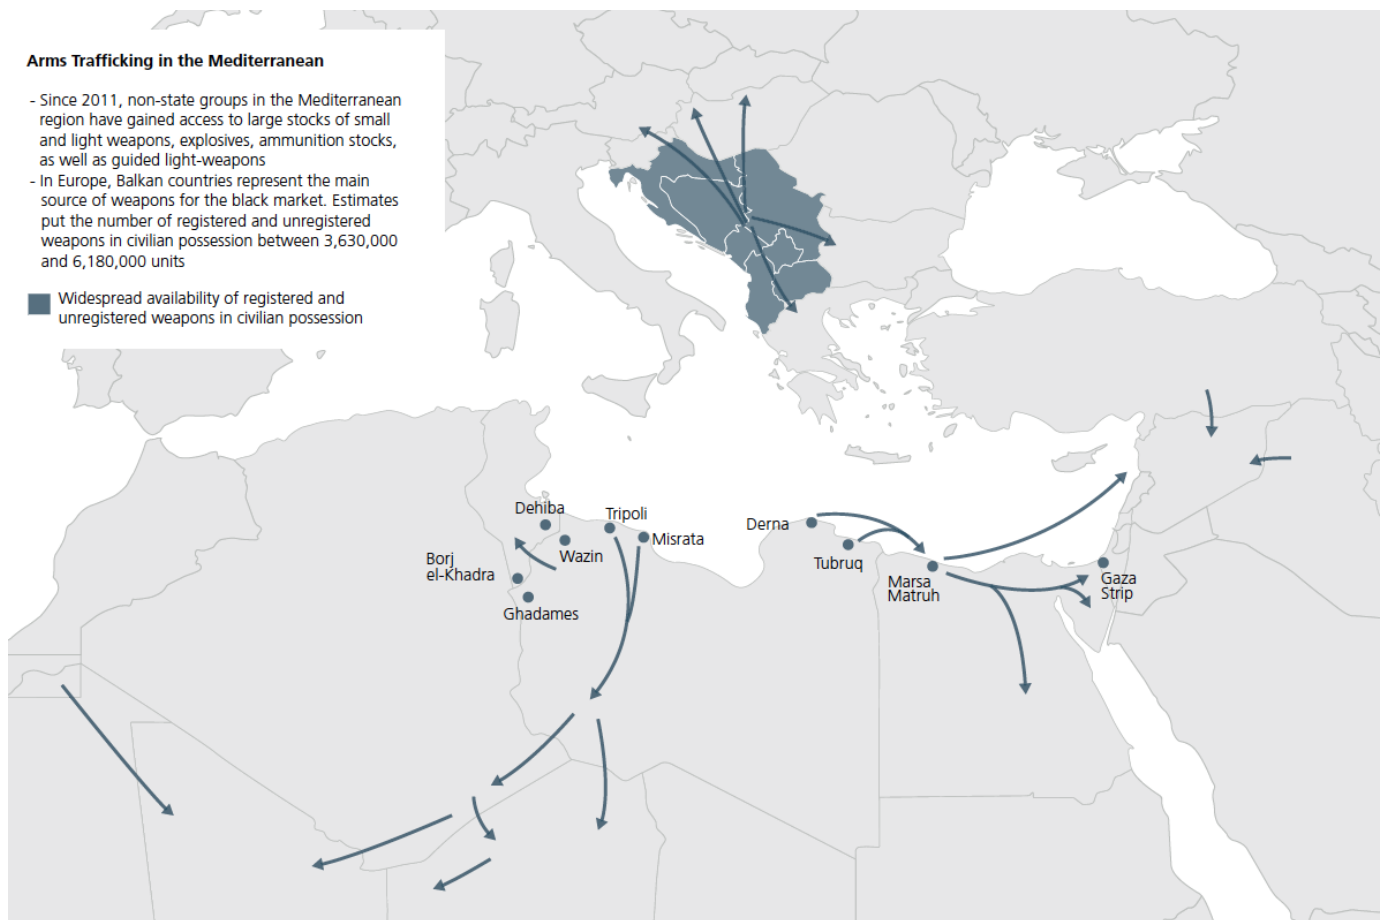 Arms Trafficking in the Mediterranean
- Since 2011, non-state groups in the Mediterranean
region have gained access to large stocks of small
and light weapons, explosives, ammunition stocks,
as well as guided light-weapons
- In Europe, Balkan countries represent the main
source of weapons for the black market. Estimates
put the number of registered and unregistered
weapons in civilian possession between 3,630,000
and 6,180,000 units
Widespread availability of registered and
unregistered weapons in civilian possession
Dehiba
Tripoli
Misrata
Wazin
Borj
el-Khadra
Ghadames
Derna
Tubruq
Marsa
Matruh
Gaza
Strip